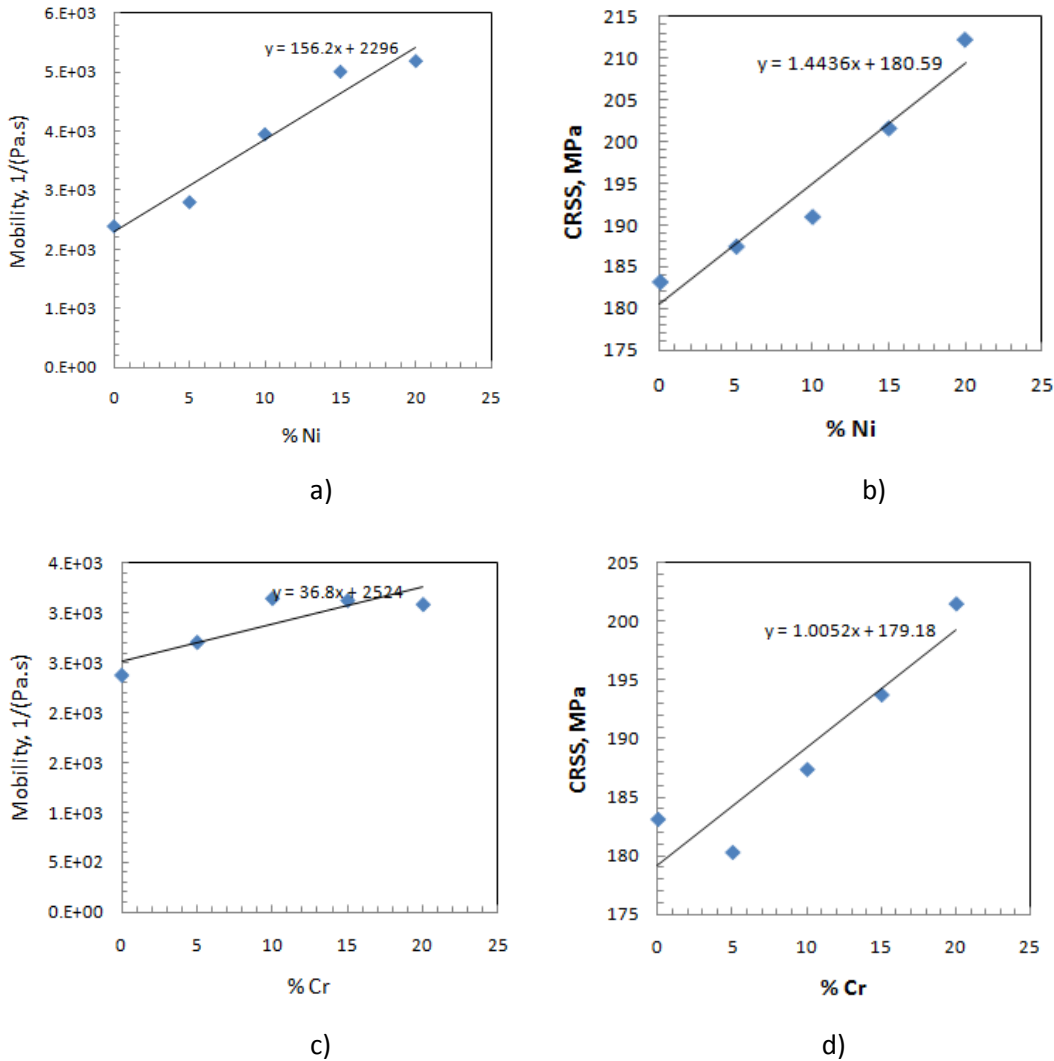 6.E+03
5.E+03
4.E+03
3.E+03
2.E+03
1.E+03
0.E+00
Mobility, 1/(Pa.s)
y = 156.2x + 2296
0 5 10 15 20 25
% Ni
a)
215
210
205
200
195
190
185
180
175
CRSS, MPa
y = 1.4436x + 180.59
0 5 10 15 20 25
% Ni
b)
4.E+03
3.E+03
3.E+03
2.E+03
2.E+03
1.E+03
5.E+02
0.E+00
Mobility, 1/(Pa.s)
y = 36.8x + 2524
0 5 10 15 20 25
% Cr
c)
205
200
195
190
185
180
175
CRSS, MPa
y = 1.0052x + 179.18
0 5 10 15 20 25
% Cr
d)